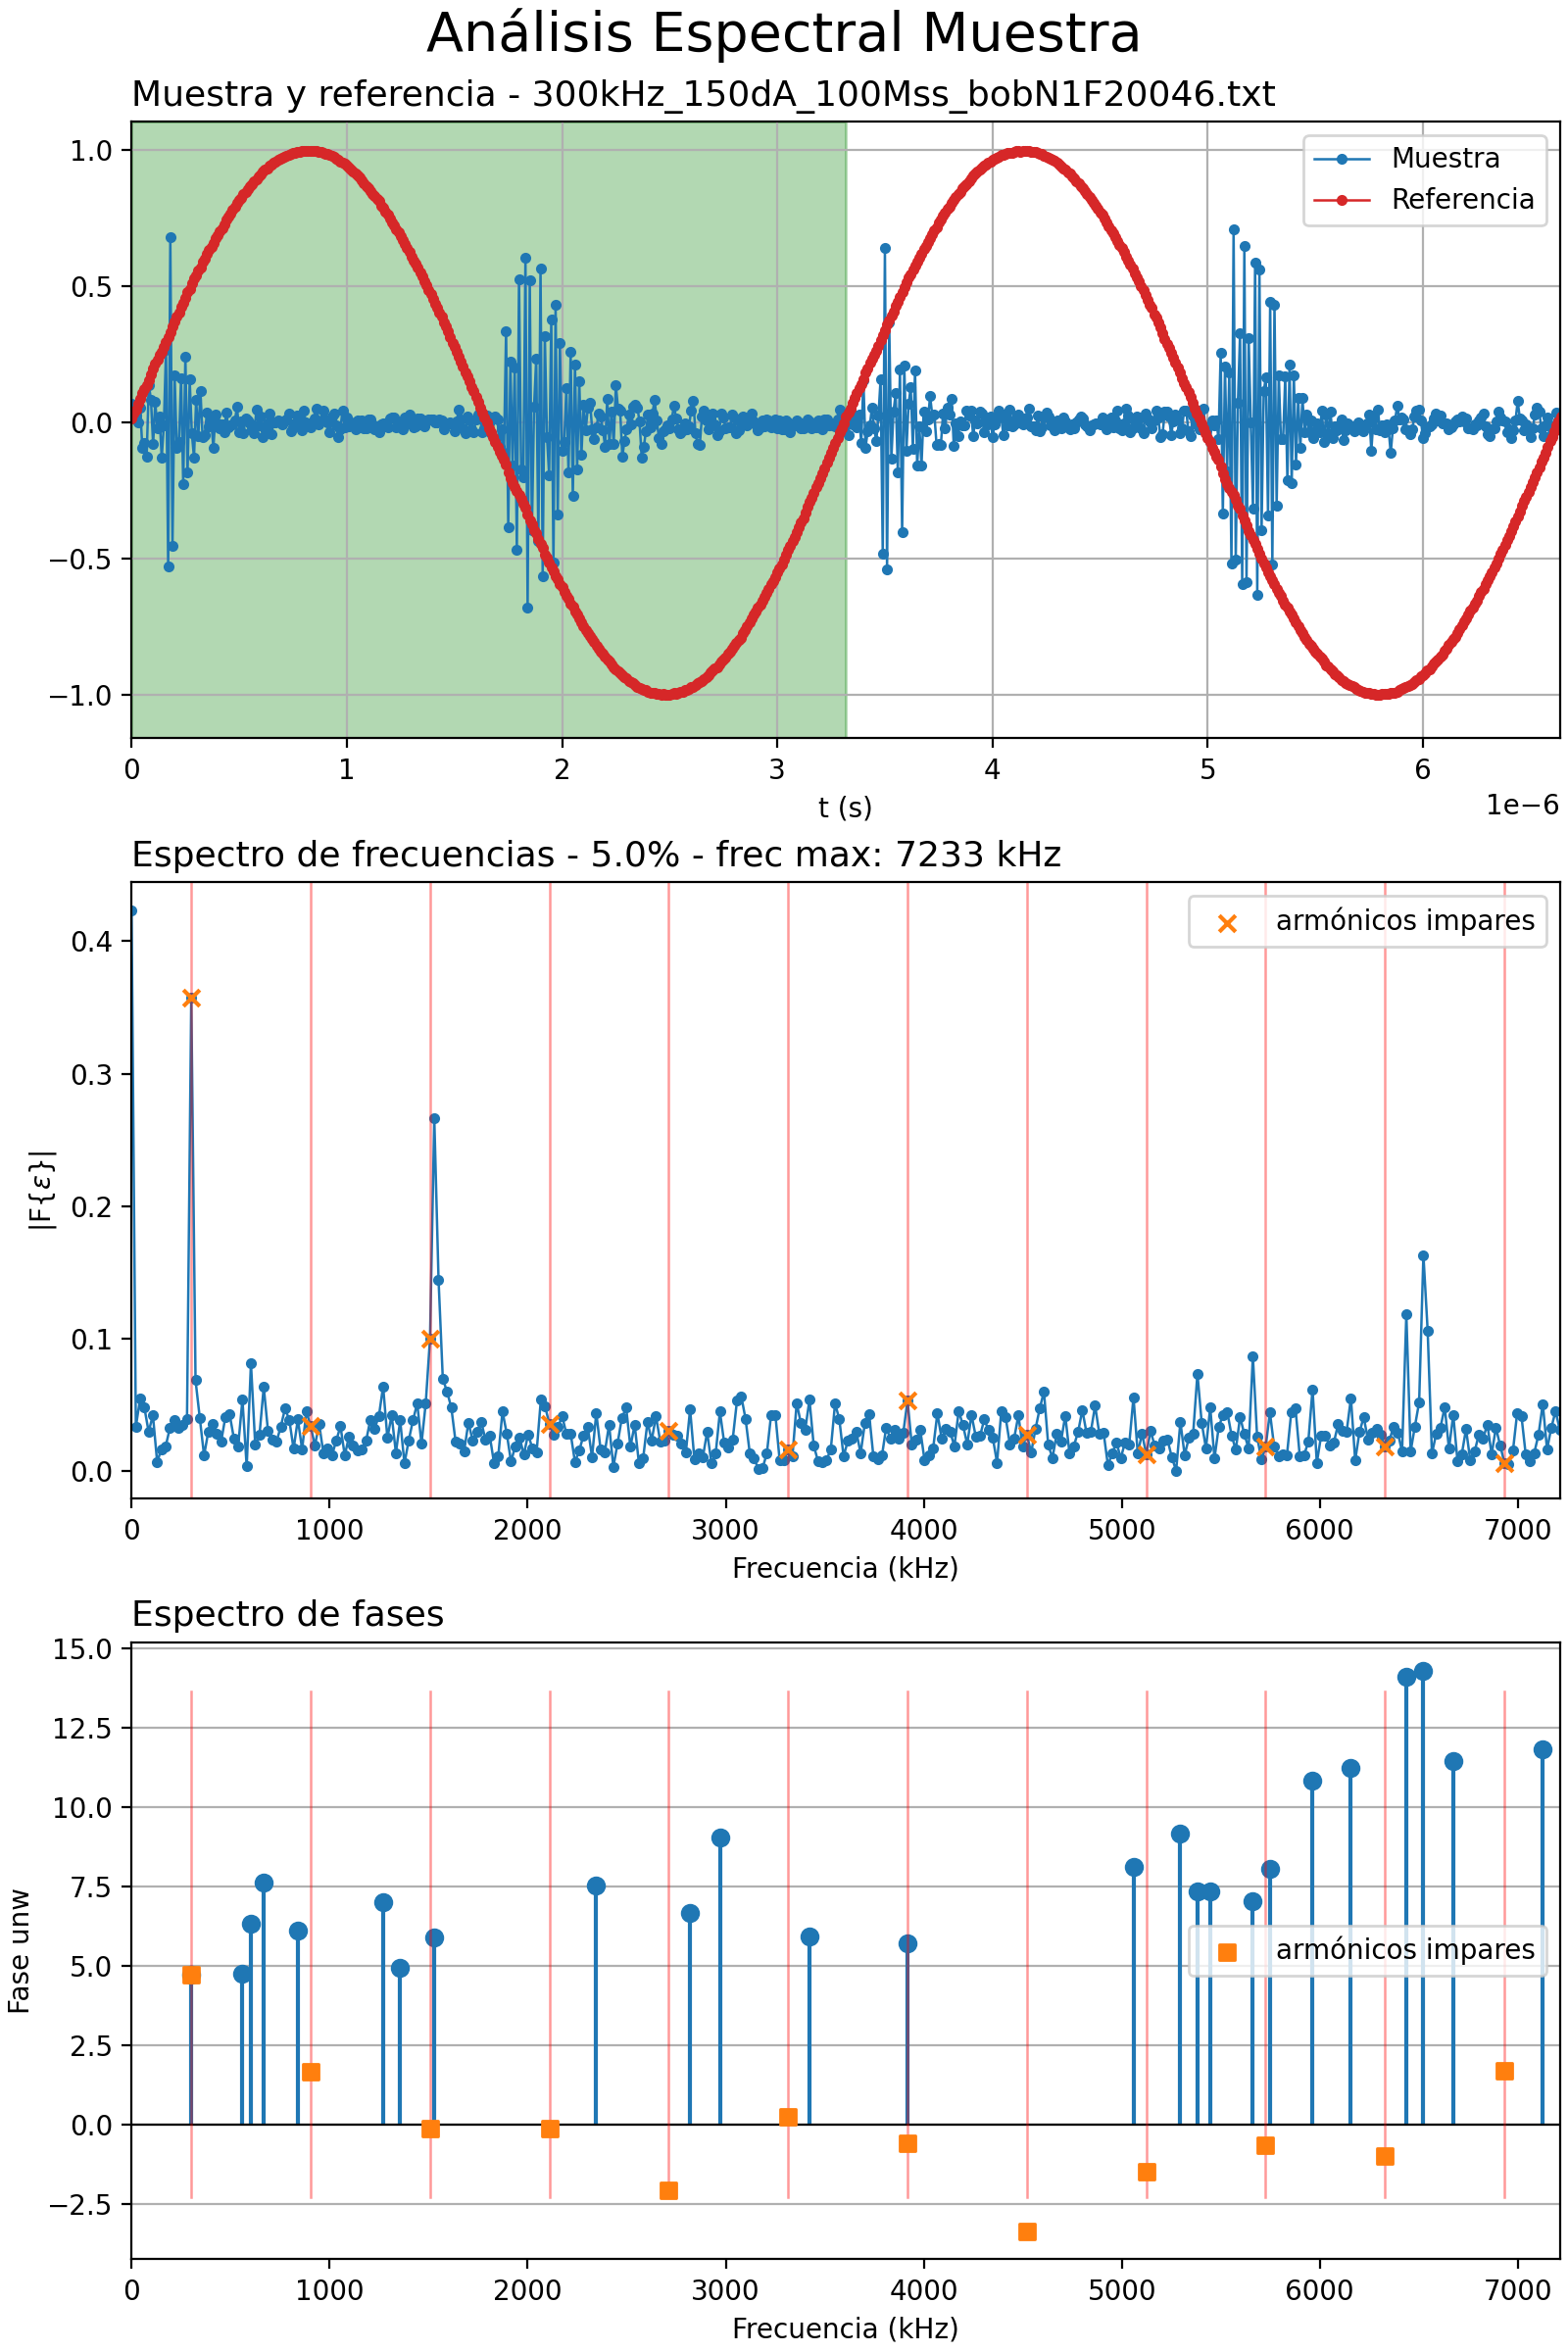 Análisis Espectral Muestra
Muestra y referencia - 300kHz_150dA_100Mss_bobN1F20046.txt
1.0
0.5
0.0
−0.5
−1.0
Muestra
Referencia
0 1 2 3 4 5 6
t (s)
1e−6
Espectro de frecuencias - 5.0% - frec max: 7233 kHz
|F{ε}|
0.4
0.3
0.2
0.1
0.0
armónicos impares
0 1000 2000 3000 4000 5000 6000 7000
Frecuencia (kHz)
Espectro de fases
Fase unw
15.0
12.5
10.0
7.5
5.0
2.5
0.0
−2.5
armónicos impares
0 1000 2000 3000 4000 5000 6000 7000
Frecuencia (kHz)